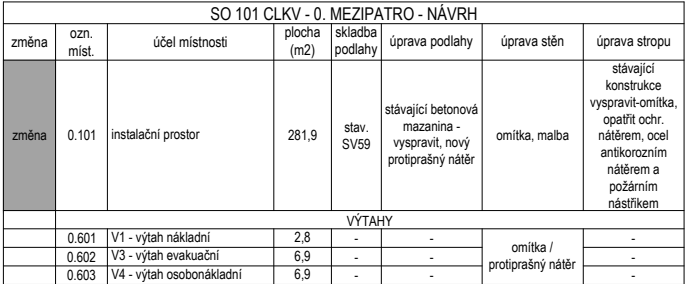 SO 101 CLKV - 0. MEZIPATRO - NÁVRH
změna | ozn. míst. | účel místnosti | plocha (m2) | skladba podlahy | úprava podlahy | úprava stěn | úprava stropu
změna | 0.101 | instalační prostor | 281,9 | stav. SV59 | stávající betonová mazanina - vyspravit, nový protiprašný nátěr | omítka, malba | stávající konstrukce vyspravit-omítka, opatřit ochr. nátěrem, ocel antikorozním nátěrem a požárním nástřikem
VÝTAHY
0.601 | V1 - výtah nákladní | 2,8 | - | - | omítka / protiprašný nátěr | -
0.602 | V3 - výtah evakuační | 6,9 | - | - | -
0.603 | V4 - výtah osobonákladní | 6,9 | - | - | -